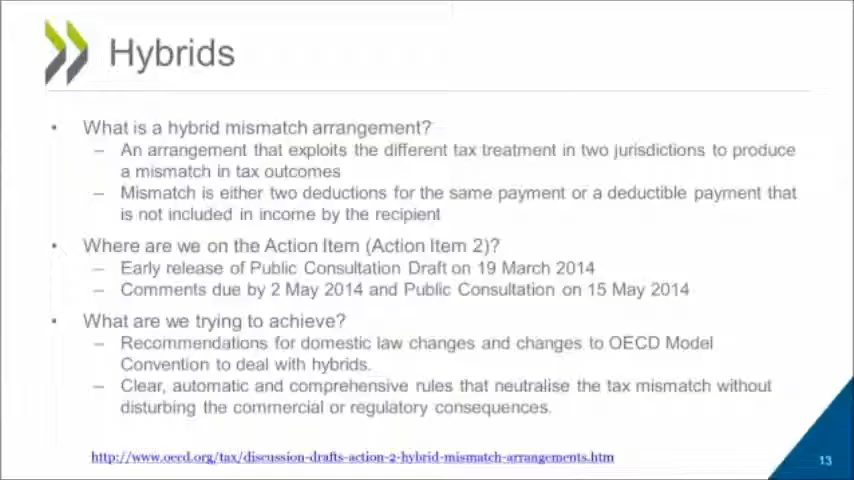 Hybrids
• What is a hybrid mismatch arrangement?
– An arrangement that exploits the different tax treatment in two jurisdictions to produce
a mismatch in tax outcomes
– Mismatch is either two deductions for the same payment or a deductible payment that
is not included in income by the recipient
• Where are we on the Action Item (Action Item 2)?
– Early release of Public Consultation Draft on 19 March 2014
– Comments due by 2 May 2014 and Public Consultation on 15 May 2014
• What are we trying to achieve?
– Recommendations for domestic law changes and changes to OECD Model
Convention to deal with hybrids.
– Clear, automatic and comprehensive rules that neutralise the tax mismatch without
disturbing the commercial or regulatory consequences.
http://www.oecd.org/tax/discussion-drafts-action-2-hybrid-mismatch-arrangements.htm
13